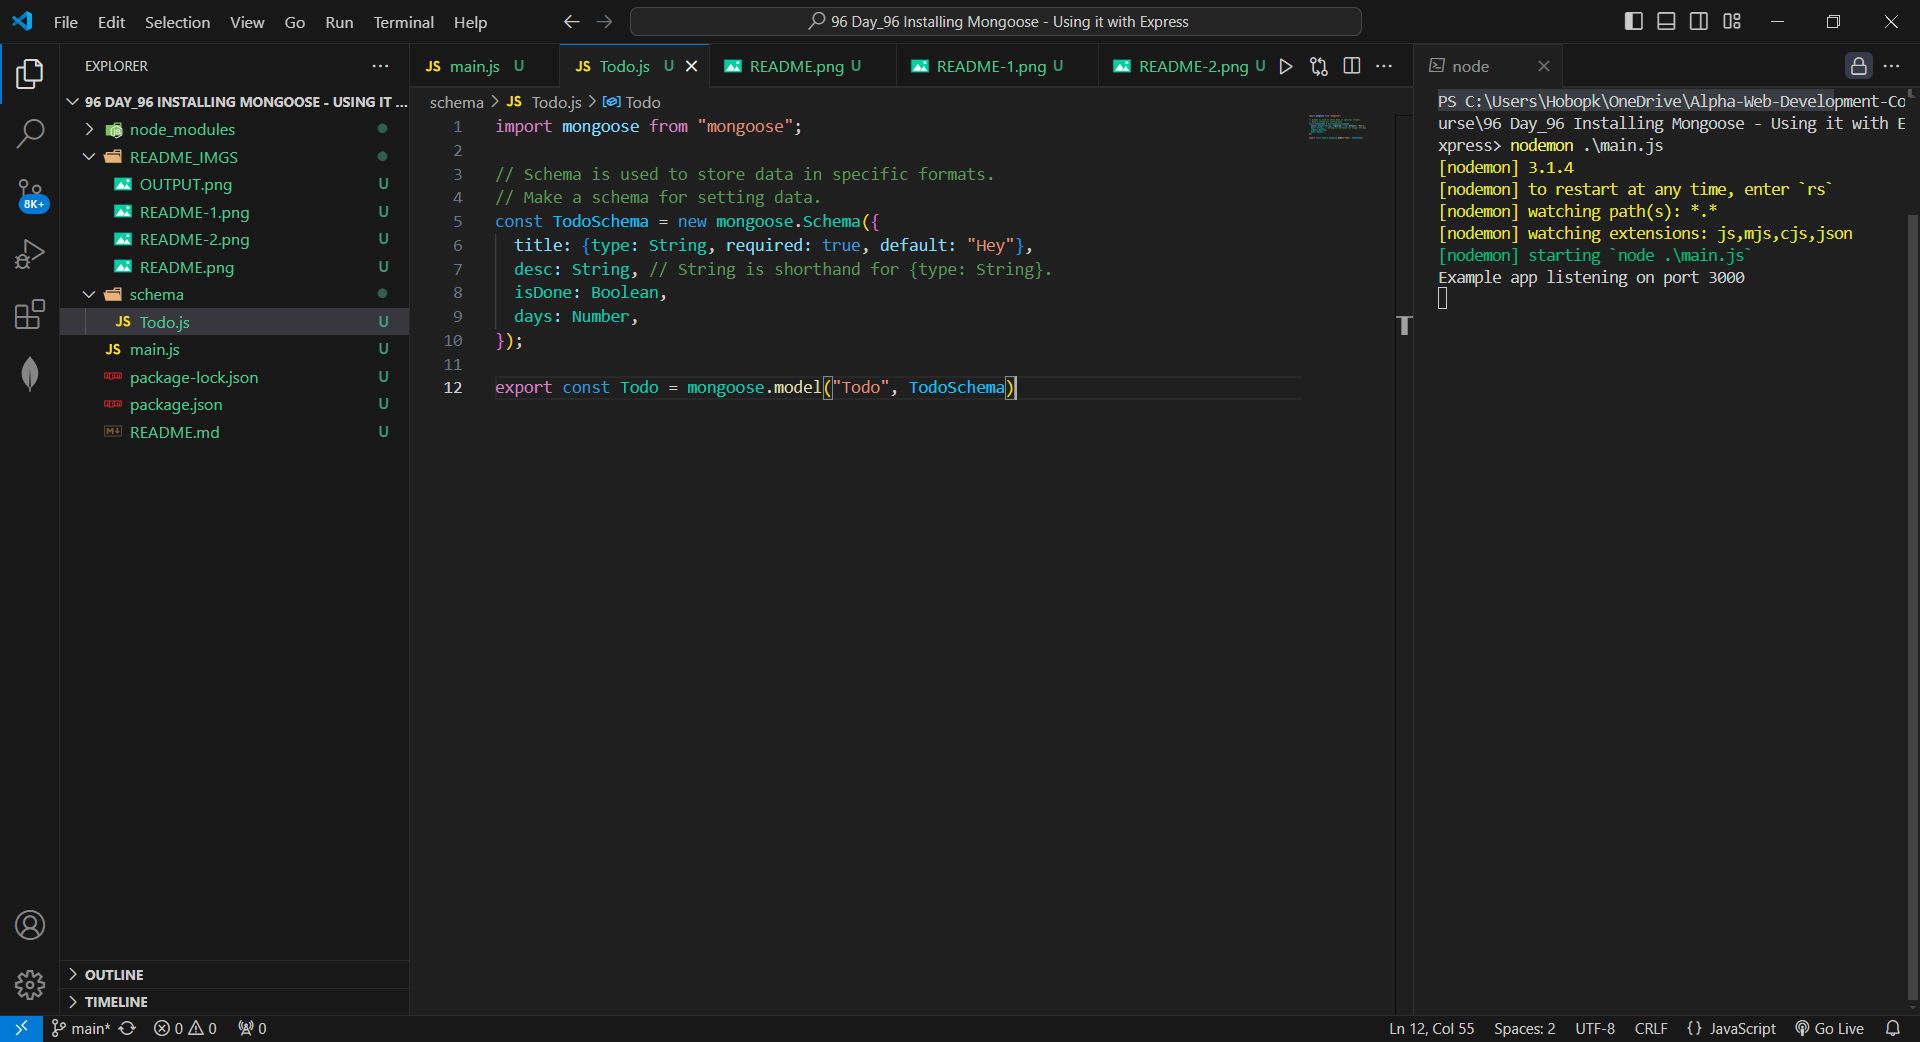 File Edit Selection View Go Run Terminal Help
96 Day_96 Installing Mongoose - Using it with Express
EXPLORER
96 DAY_96 INSTALLING MONGOOSE - USING IT ...
node_modules
README_IMGS
OUTPUT.png U
README-1.png U
README-2.png U
README.png U
schema
JS Todo.js U
JS main.js U
package-lock.json U
package.json U
README.md U
8K+
OUTLINE
TIMELINE
JS main.js U
JS Todo.js U
README.png U
README-1.png U
README-2.png U
schema > JS Todo.js > Todo
1 import mongoose from "mongoose";
2
3 // Schema is used to store data in specific formats.
4 // Make a schema for setting data.
5 const TodoSchema = new mongoose.Schema({
6 title: {type: String, required: true, default: "Hey"},
7 desc: String, // String is shorthand for {type: String}.
8 isDone: Boolean,
9 days: Number,
10 });
11
12 export const Todo = mongoose.model("Todo", TodoSchema)
node
PS C:\Users\Hobopk\OneDrive\Alpha-Web-Development-Co
urse\96 Day_96 Installing Mongoose - Using it with E
xpress> nodemon .\main.js
[nodemon] 3.1.4
[nodemon] to restart at any time, enter `rs`
[nodemon] watching path(s): *.*
[nodemon] watching extensions: js,mjs,cjs,json
[nodemon] starting `node .\main.js`
Example app listening on port 3000
main* 0 0 0
Ln 12, Col 55 Spaces: 2 UTF-8 CRLF {} JavaScript Go Live